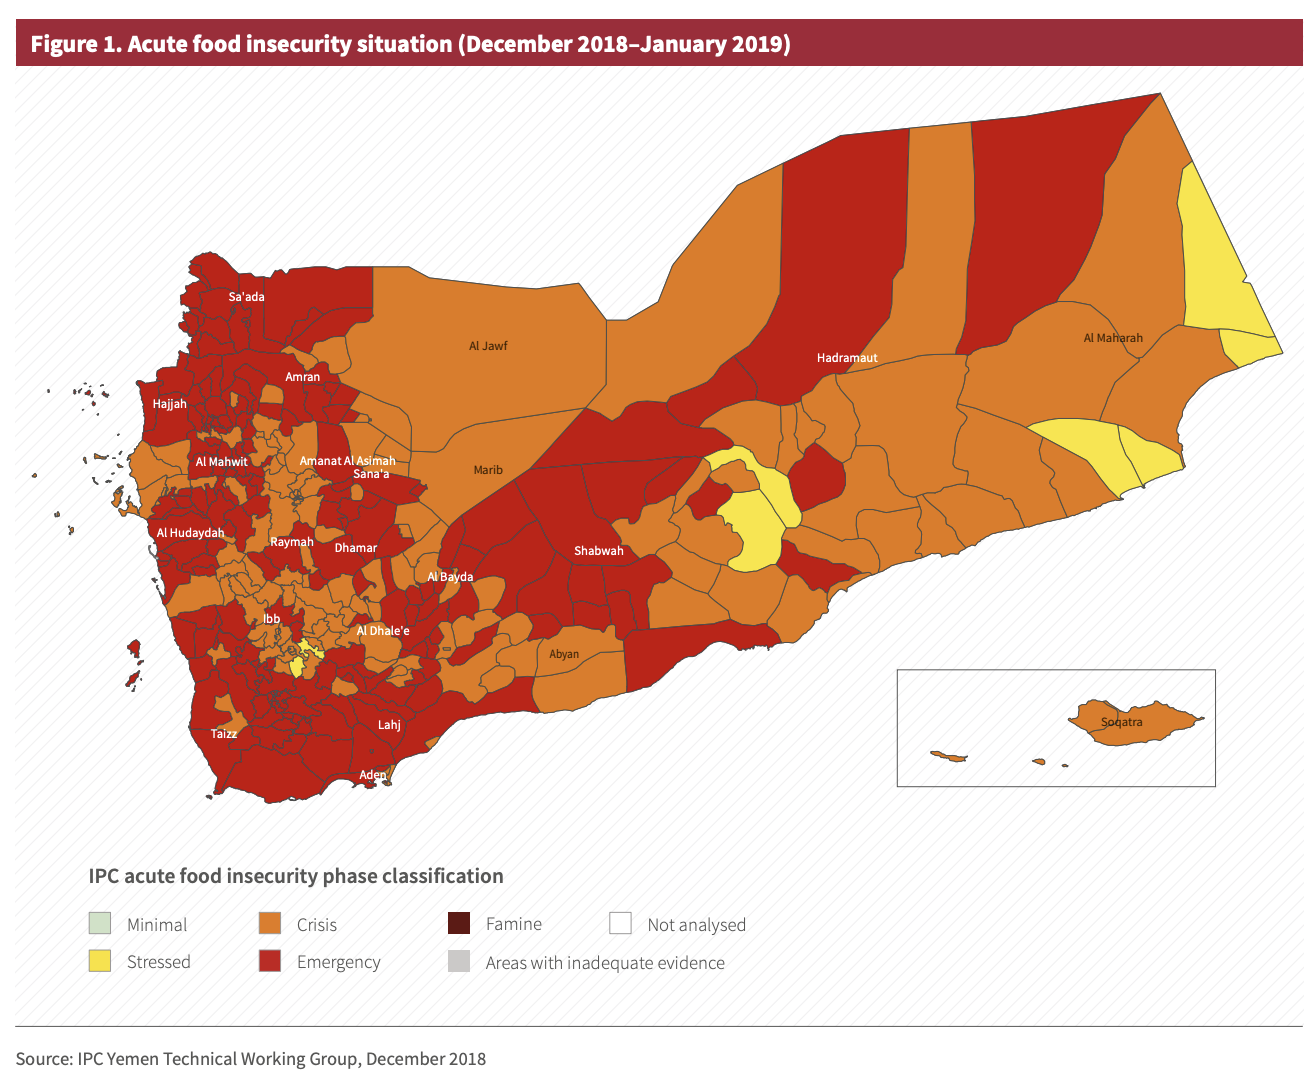 Figure 1. Acute food insecurity situation (December 2018–January 2019)
Sa'ada
Al Jawf
Al Maharah
Hadramaut
Amran
Hajjah
Al Mahwit
Amanat Al Asimah
Sana'a
Marib
Al Hudaydah
Raymah
Dhamar
Shabwah
Al Bayda
Ibb
Al Dhale'e
Abyan
Taizz
Lahj
Aden
Soqatra
IPC acute food insecurity phase classification
Minimal
Crisis
Famine
Not analysed
Stressed
Emergency
Areas with inadequate evidence
Source: IPC Yemen Technical Working Group, December 2018